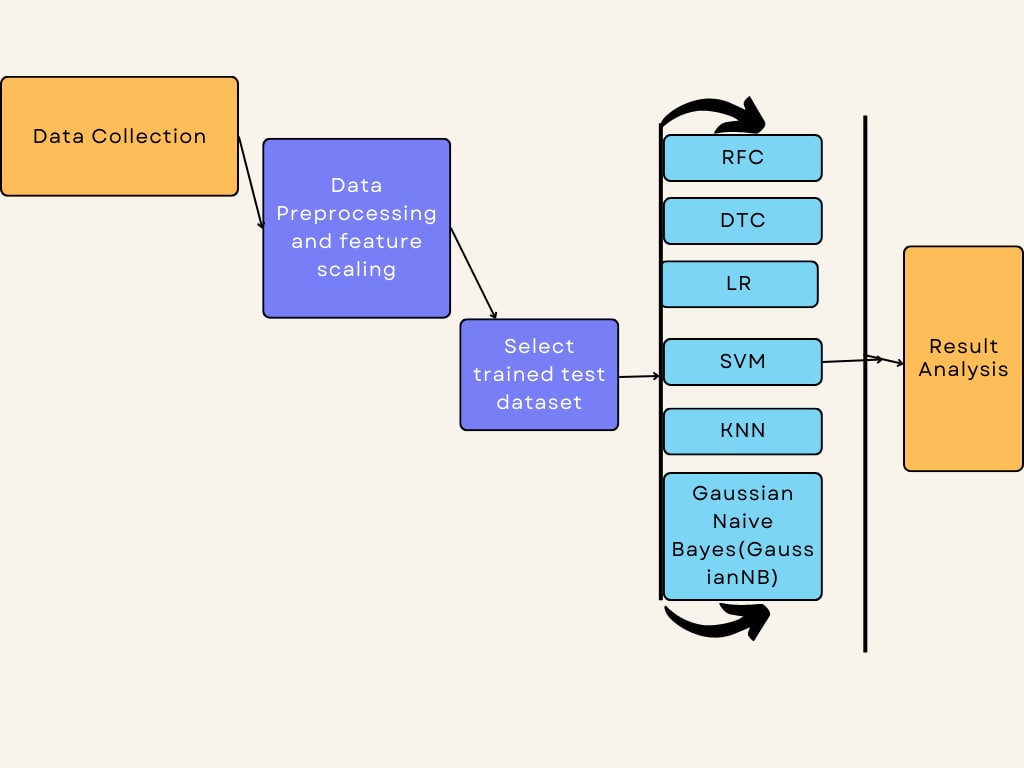 Data Collection
Data
Preprocessing
and feature
scaling
Select
trained test
dataset
RFC
DTC
LR
SVM
KNN
Gaussian
Naive
Bayes(Gauss
ianNB)
Result
Analysis